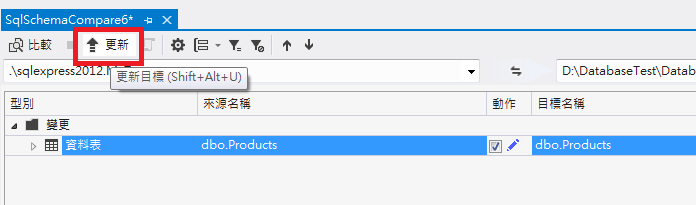 SqlSchemaCompare6*
比較 更新
.\sqlexpress2012. D:\DatabaseTest\Datab
更新目標 (Shift+Alt+U)
型別 來源名稱 動作 目標名稱
變更
資料表 dbo.Products dbo.Products